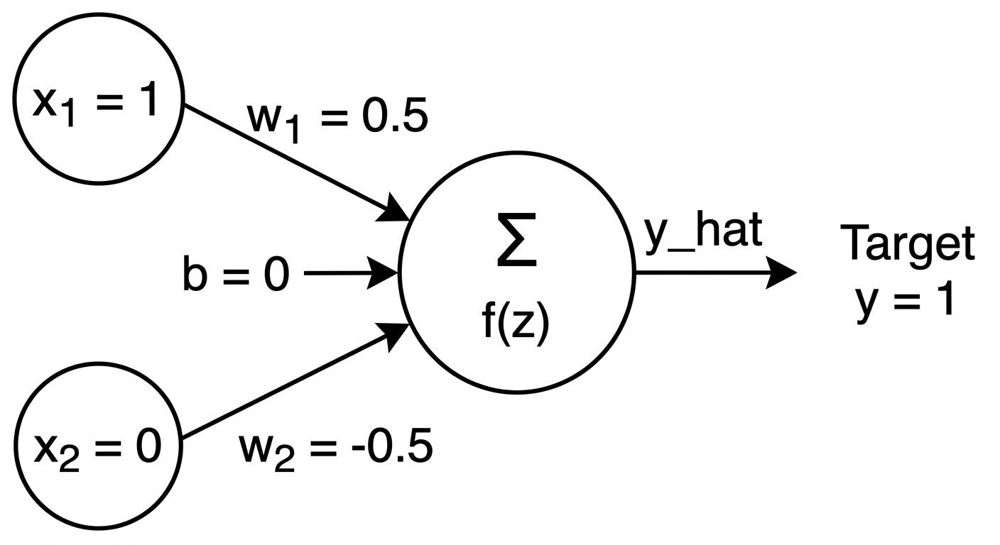 x₁ = 1
w₁ = 0.5
b = 0
Σ
f(z)
y_hat
Target
y = 1
x₂ = 0
w₂ = -0.5